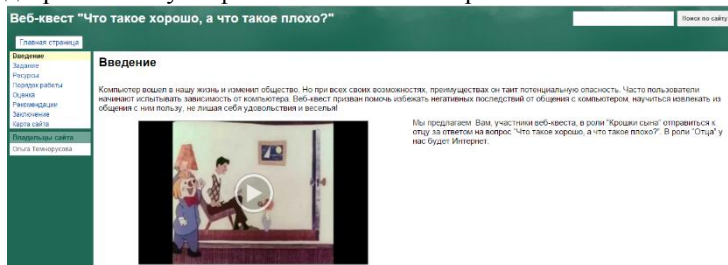 Веб-квест "Что такое хорошо, а что такое плохо?"
Поиск по сайту
Главная страница
Введение
Задание
Ресурсы
Порядок работы
Оценка
Рекомендации
Заключение
Карта сайта
Владельцы сайта
Ольга Темнорусова
Введение
Компьютер вошел в нашу жизнь и изменил общество. Но при всех своих возможностях, преимуществах он таит потенциальную опасность. Часто пользователи
начинают испытывать зависимость от компьютера. Веб-квест призван помочь избежать негативных последствий от общения с компьютером, научиться извлекать из
общения с ним пользу, не лишая себя удовольствия и веселья!
Мы предлагаем Вам, участники веб-квеста, в роли "Крошки сына" отправиться к
отцу за ответом на вопрос "Что такое хорошо, а что такое плохо?". В роли "Отца" у
нас будет Интернет.